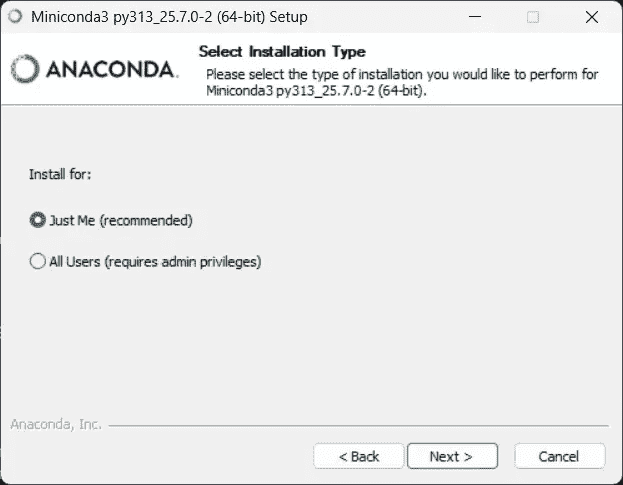 Miniconda3 py313_25.7.0-2 (64-bit) Setup
ANACONDA.
Select Installation Type
Please select the type of installation you would like to perform for
Miniconda3 py313_25.7.0-2 (64-bit).
Install for:
Just Me (recommended)
All Users (requires admin privileges)
Anaconda, Inc.
< Back
Next >
Cancel